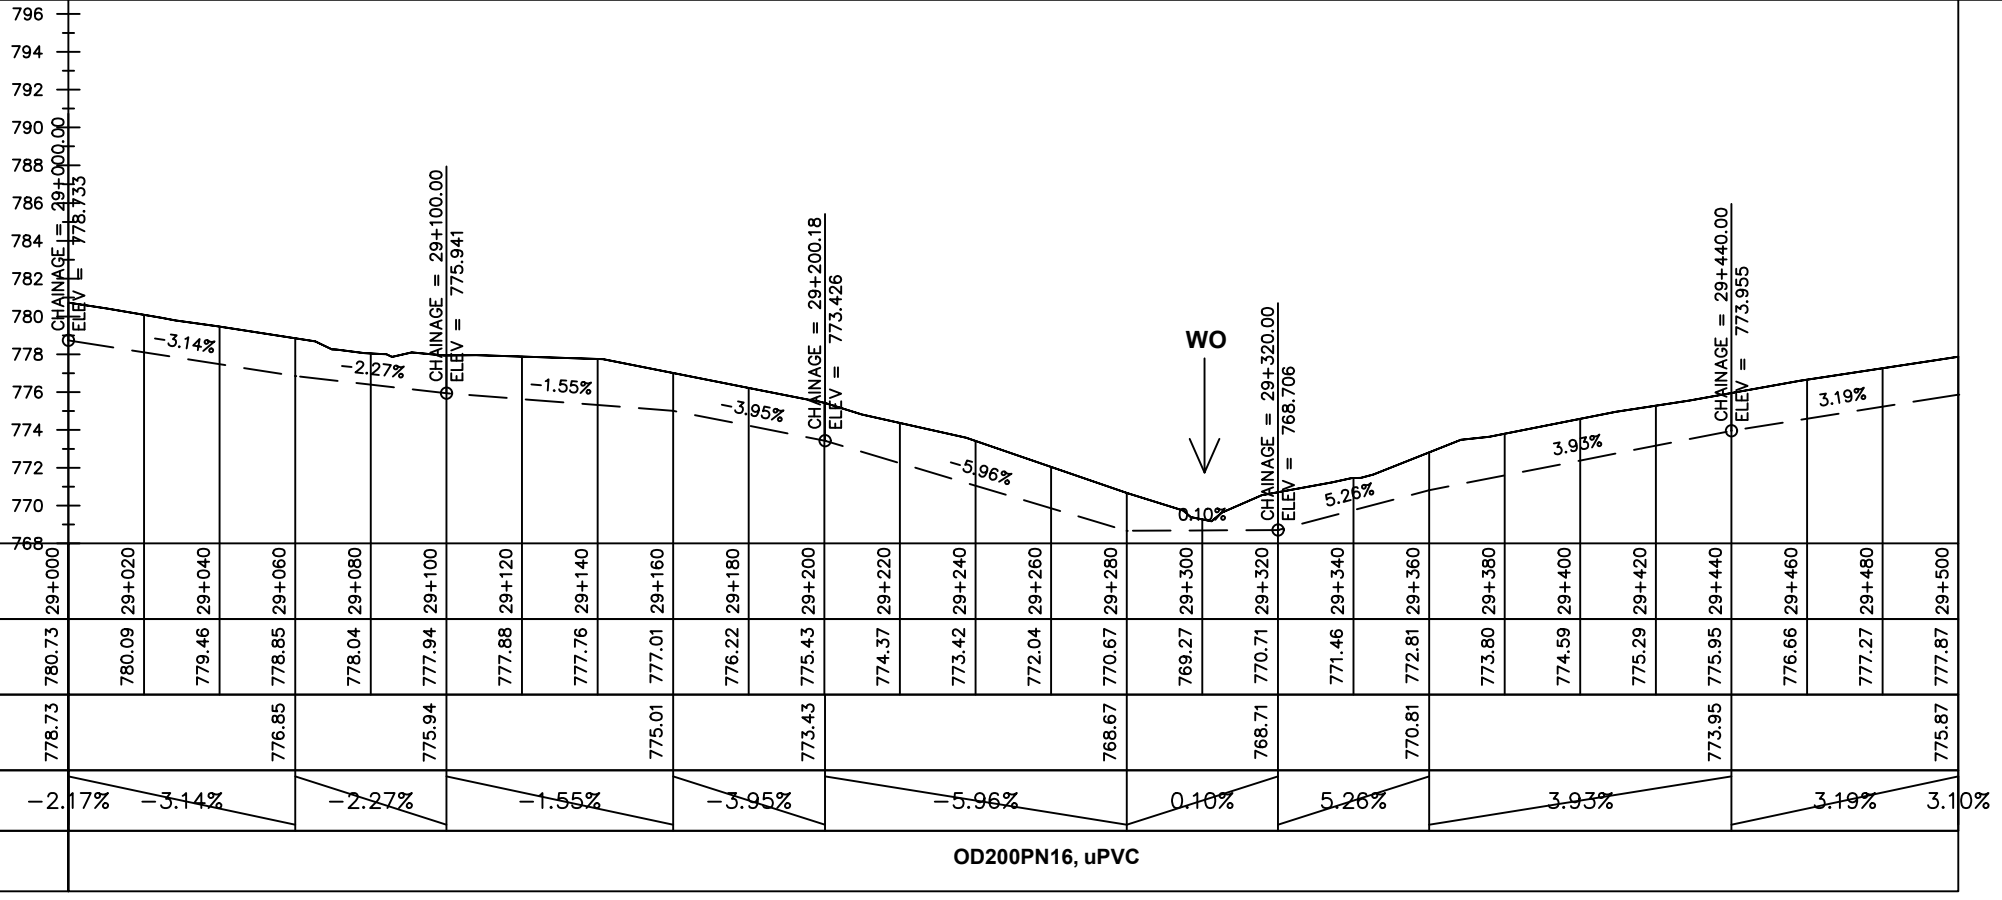 796
794
792
790
788
786
784
782
780
778
776
774
772
770
768
CHAINAGE = 29+000.00
ELEV = 778.733
CHAINAGE = 29+100.00
ELEV = 775.941
CHAINAGE = 29+200.18
ELEV = 773.426
CHAINAGE = 29+320.00
ELEV = 768.706
CHAINAGE = 29+440.00
ELEV = 773.955
WO
-3.14%
-2.27%
-1.55%
-3.95%
-5.96%
0.10%
5.26%
3.93%
3.19%
29+000 29+020 29+040 29+060 29+080 29+100 29+120 29+140 29+160 29+180 29+200 29+220 29+240 29+260 29+280 29+300 29+320 29+340 29+360 29+380 29+400 29+420 29+440 29+460 29+480 29+500
780.73 780.09 779.46 778.85 778.04 777.94 777.88 777.76 777.01 776.22 775.43 774.37 773.42 772.04 770.67 769.27 770.71 771.46 772.81 773.80 774.59 775.29 775.95 776.66 777.27 777.87
778.73 776.85 775.94 775.01 773.43 768.67 768.71 770.81 773.95 775.87
-2.17% -3.14% -2.27% -1.55% -3.95% -5.96% 0.10% 5.26% 3.93% 3.19% 3.10%
OD200PN16, uPVC